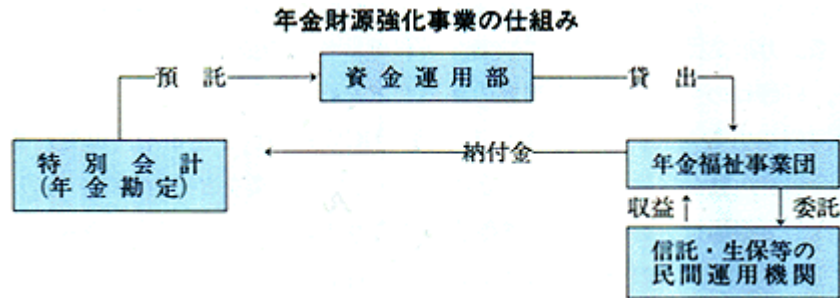 年金財源強化事業の仕組み
預託
資金運用部
貸出
特別会計
(年金勘定)
納付金
年金福祉事業団
収益
委託
信託・生保等の
民間運用機関